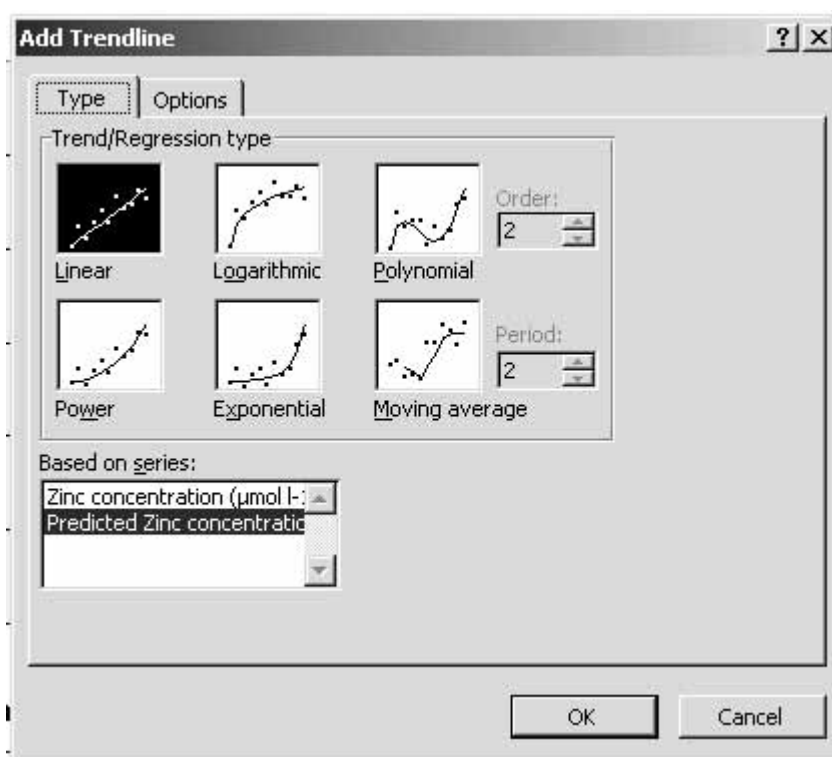 Add Trendline
Type Options
Trend/Regression type
Linear Logarithmic Polynomial Order: 2
Power Exponential Moving average Period: 2
Based on series:
Zinc concentration (µmol l-
Predicted Zinc
OK Cancel